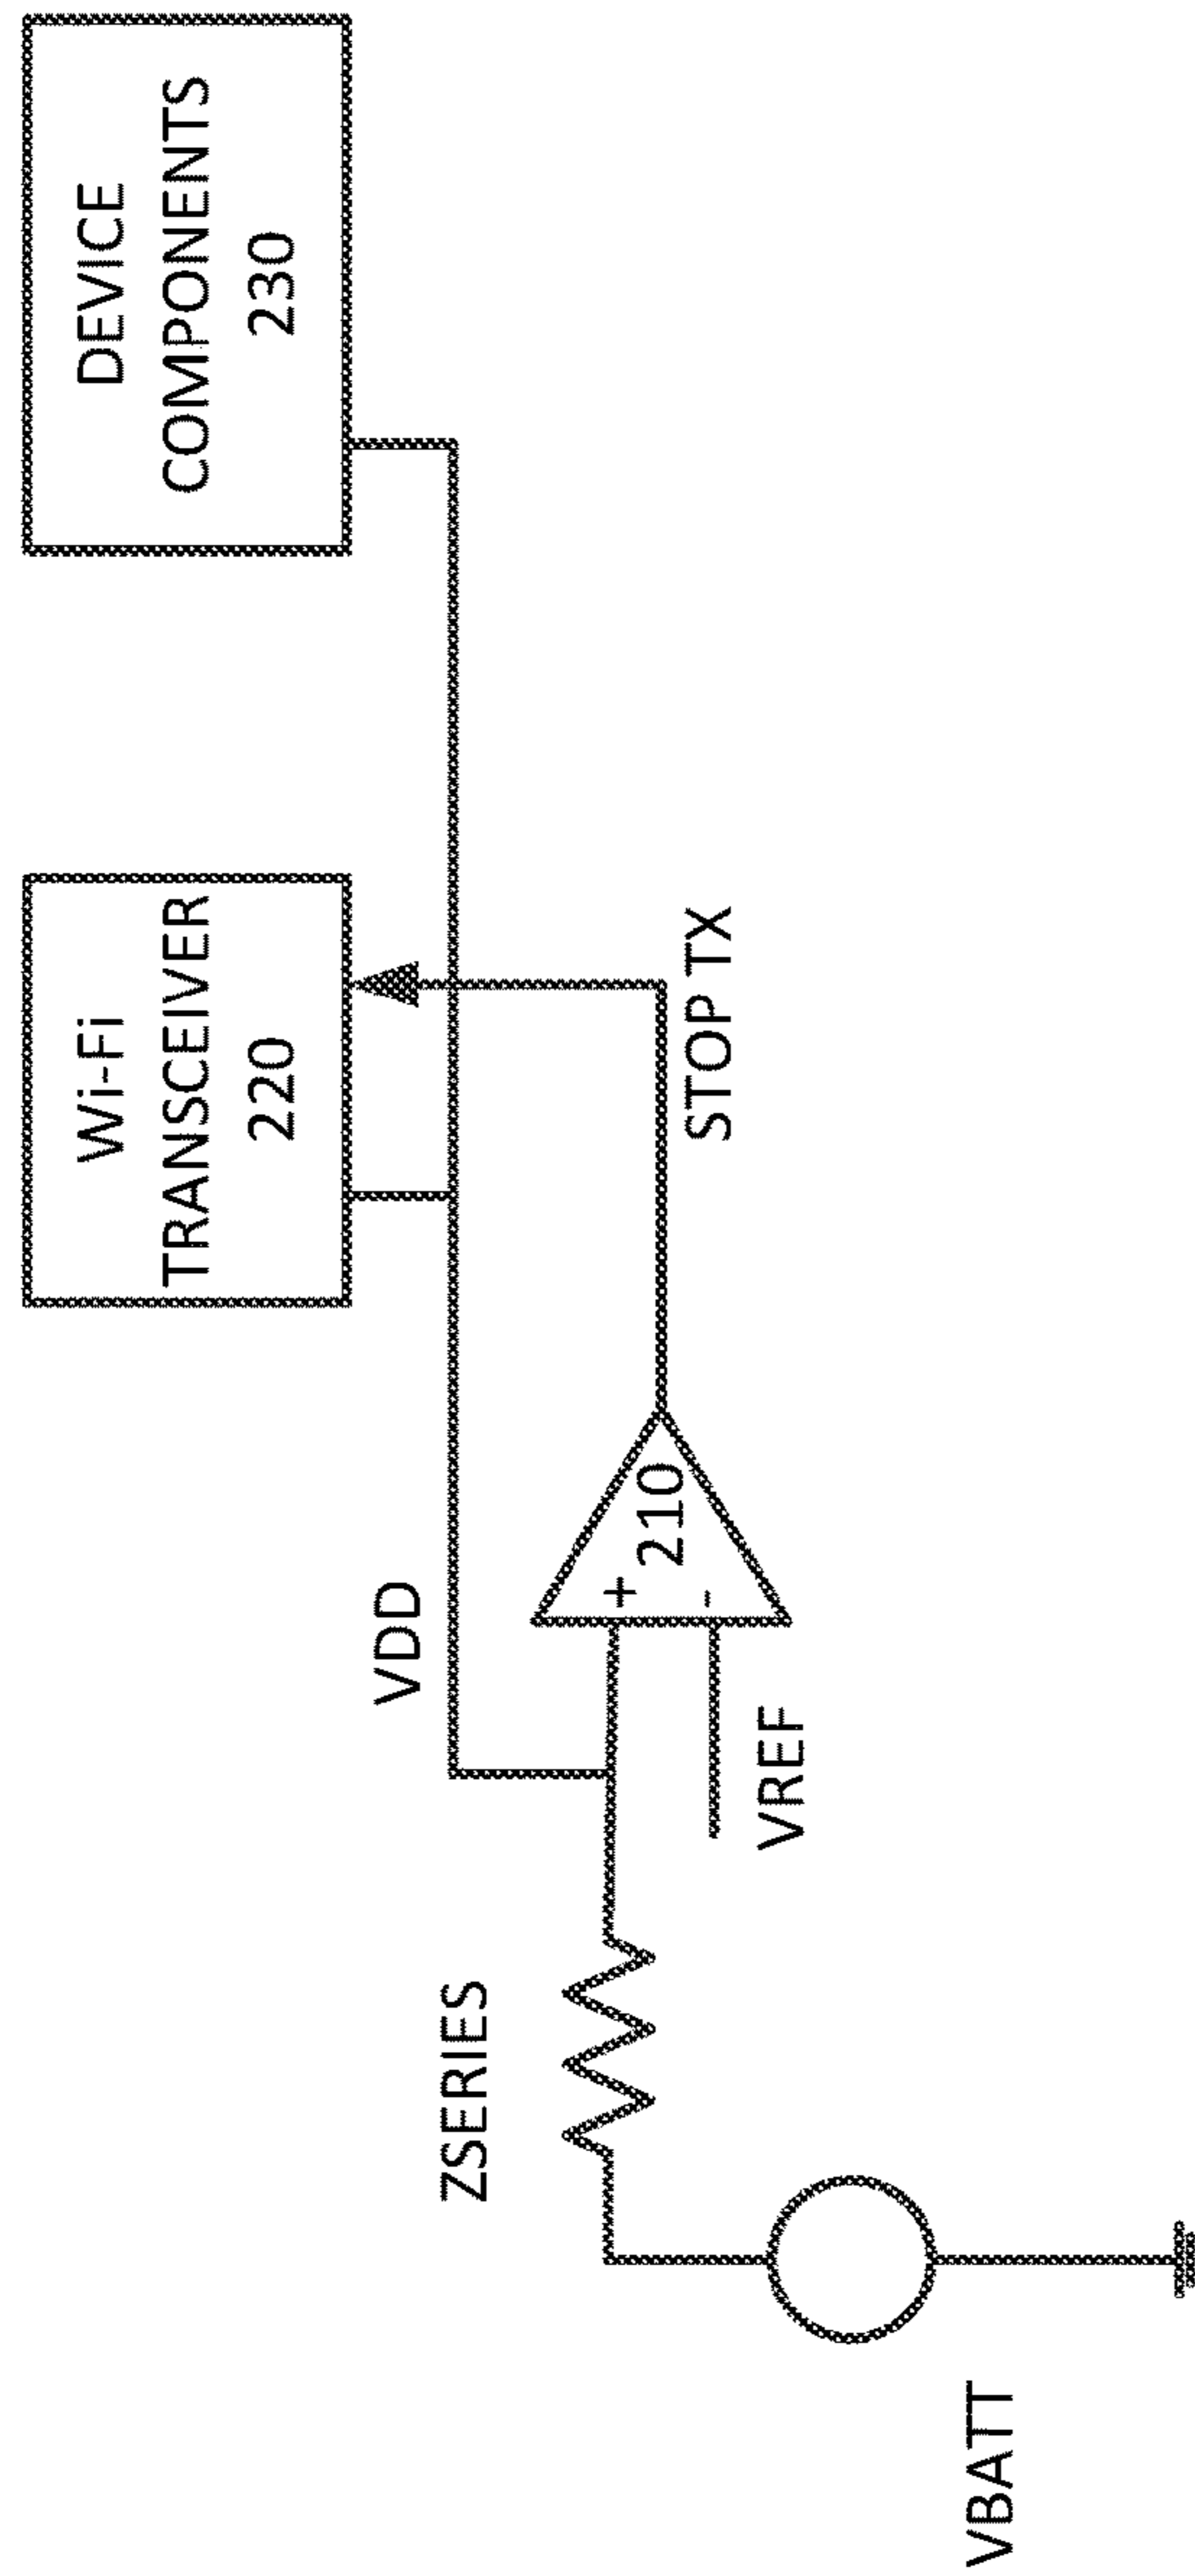 DEVICE
COMPONENTS
230
Wi-Fi
TRANSCEIVER
220
STOP TX
VDD
+
-
210
VREF
ZSERIES
VBATT